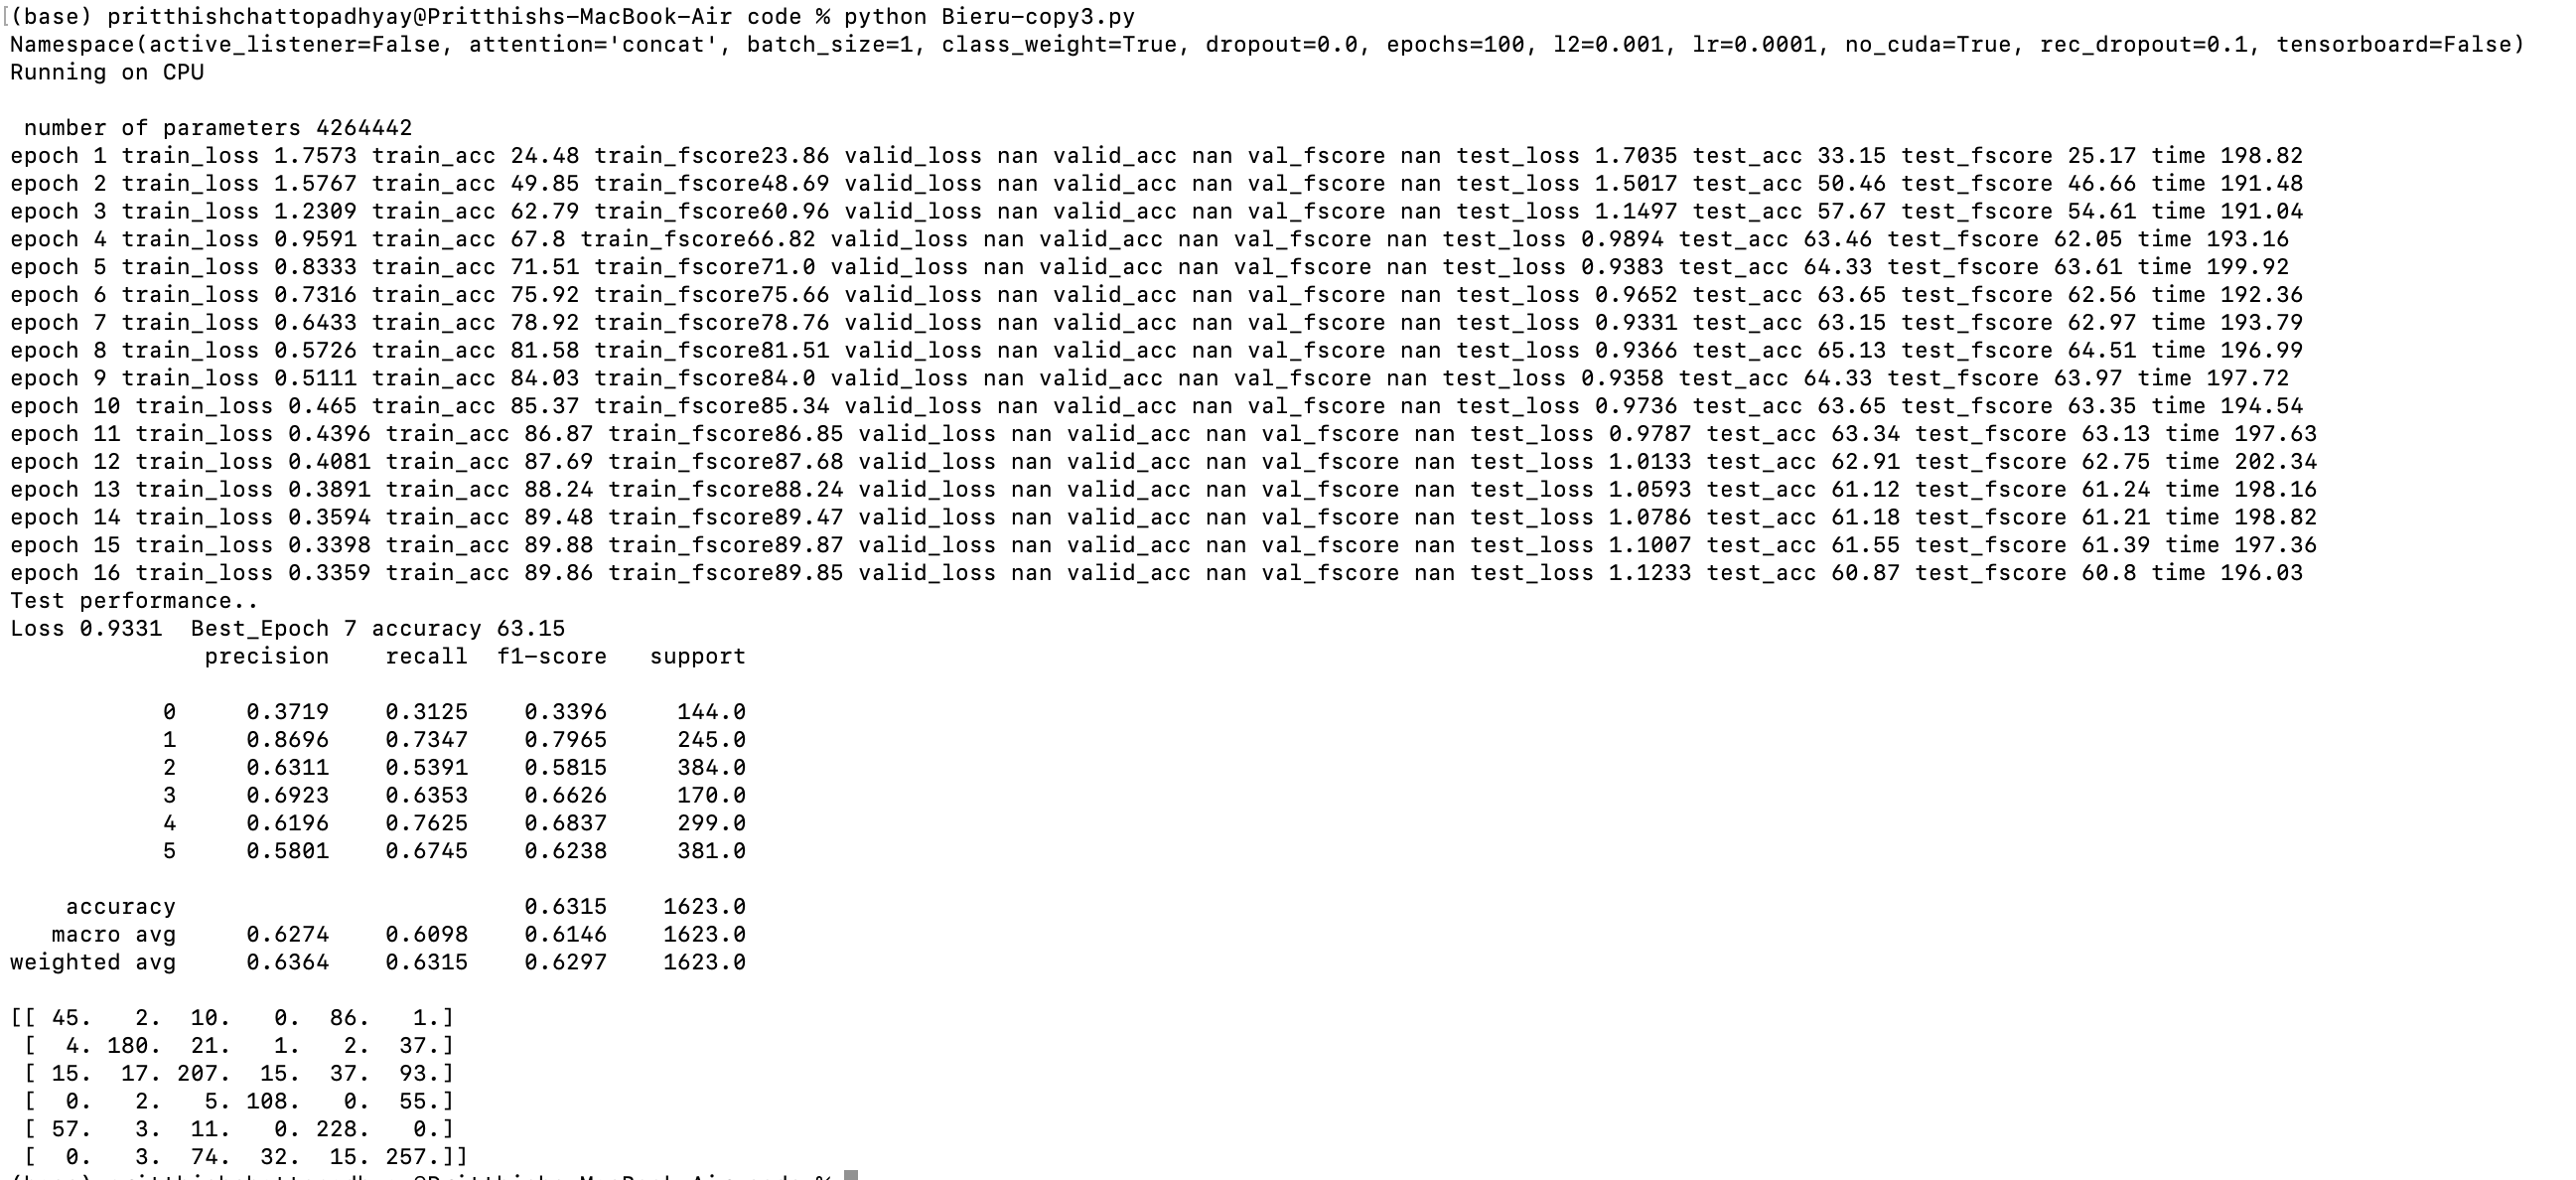 (base) pritthishchattopadhyay@Pritthishs-MacBook-Air code % python Bieru-copy3.py
Namespace(active_listener=False, attention='concat', batch_size=1, class_weight=True, dropout=0.0, epochs=100, l2=0.001, lr=0.0001, no_cuda=True, rec_dropout=0.1, tensorboard=False)
Running on CPU
number of parameters 4264442
epoch 1 train_loss 1.7573 train_acc 24.48 train_fscore23.86 valid_loss nan valid_acc nan val_fscore nan test_loss 1.7035 test_acc 33.15 test_fscore 25.17 time 198.82
epoch 2 train_loss 1.5767 train_acc 49.85 train_fscore48.69 valid_loss nan valid_acc nan val_fscore nan test_loss 1.5017 test_acc 50.46 test_fscore 46.66 time 191.48
epoch 3 train_loss 1.2309 train_acc 62.79 train_fscore60.96 valid_loss nan valid_acc nan val_fscore nan test_loss 1.1497 test_acc 57.67 test_fscore 54.61 time 191.04
epoch 4 train_loss 0.9591 train_acc 67.8 train_fscore66.82 valid_loss nan valid_acc nan val_fscore nan test_loss 0.9894 test_acc 63.46 test_fscore 62.05 time 193.16
epoch 5 train_loss 0.8333 train_acc 71.51 train_fscore71.0 valid_loss nan valid_acc nan val_fscore nan test_loss 0.9383 test_acc 64.33 test_fscore 63.61 time 199.92
epoch 6 train_loss 0.7316 train_acc 75.92 train_fscore75.66 valid_loss nan valid_acc nan val_fscore nan test_loss 0.9652 test_acc 63.65 test_fscore 62.56 time 192.36
epoch 7 train_loss 0.6433 train_acc 78.92 train_fscore78.76 valid_loss nan valid_acc nan val_fscore nan test_loss 0.9331 test_acc 63.15 test_fscore 62.97 time 193.79
epoch 8 train_loss 0.5726 train_acc 81.58 train_fscore81.51 valid_loss nan valid_acc nan val_fscore nan test_loss 0.9366 test_acc 65.13 test_fscore 64.51 time 196.99
epoch 9 train_loss 0.5111 train_acc 84.03 train_fscore84.0 valid_loss nan valid_acc nan val_fscore nan test_loss 0.9358 test_acc 64.33 test_fscore 63.97 time 197.72
epoch 10 train_loss 0.465 train_acc 85.37 train_fscore85.34 valid_loss nan valid_acc nan val_fscore nan test_loss 0.9736 test_acc 63.65 test_fscore 63.35 time 194.54
epoch 11 train_loss 0.4396 train_acc 86.87 train_fscore86.85 valid_loss nan valid_acc nan val_fscore nan test_loss 0.9787 test_acc 63.34 test_fscore 63.13 time 197.63
epoch 12 train_loss 0.4081 train_acc 87.69 train_fscore87.68 valid_loss nan valid_acc nan val_fscore nan test_loss 1.0133 test_acc 62.91 test_fscore 62.75 time 202.34
epoch 13 train_loss 0.3891 train_acc 88.24 train_fscore88.24 valid_loss nan valid_acc nan val_fscore nan test_loss 1.0593 test_acc 61.12 test_fscore 61.24 time 198.16
epoch 14 train_loss 0.3594 train_acc 89.48 train_fscore89.47 valid_loss nan valid_acc nan val_fscore nan test_loss 1.0786 test_acc 61.18 test_fscore 61.21 time 198.82
epoch 15 train_loss 0.3398 train_acc 89.88 train_fscore89.87 valid_loss nan valid_acc nan val_fscore nan test_loss 1.1007 test_acc 61.55 test_fscore 61.39 time 197.36
epoch 16 train_loss 0.3359 train_acc 89.86 train_fscore89.85 valid_loss nan valid_acc nan val_fscore nan test_loss 1.1233 test_acc 60.87 test_fscore 60.8 time 196.03
Test performance..
Loss 0.9331 Best_Epoch 7 accuracy 63.15
precision recall f1-score support
0 0.3719 0.3125 0.3396 144.0
1 0.8696 0.7347 0.7965 245.0
2 0.6311 0.5391 0.5815 384.0
3 0.6923 0.6353 0.6626 170.0
4 0.6196 0.7625 0.6837 299.0
5 0.5801 0.6745 0.6238 381.0
accuracy 0.6315 1623.0
macro avg 0.6274 0.6098 0.6146 1623.0
weighted avg 0.6364 0.6315 0.6297 1623.0
[[ 45. 2. 10. 0. 86. 1.]
[ 4. 180. 21. 1. 2. 37.]
[ 15. 17. 207. 15. 37. 93.]
[ 0. 2. 5. 108. 0. 55.]
[ 57. 3. 11. 0. 228. 0.]
[ 0. 3. 74. 32. 15. 257.]]